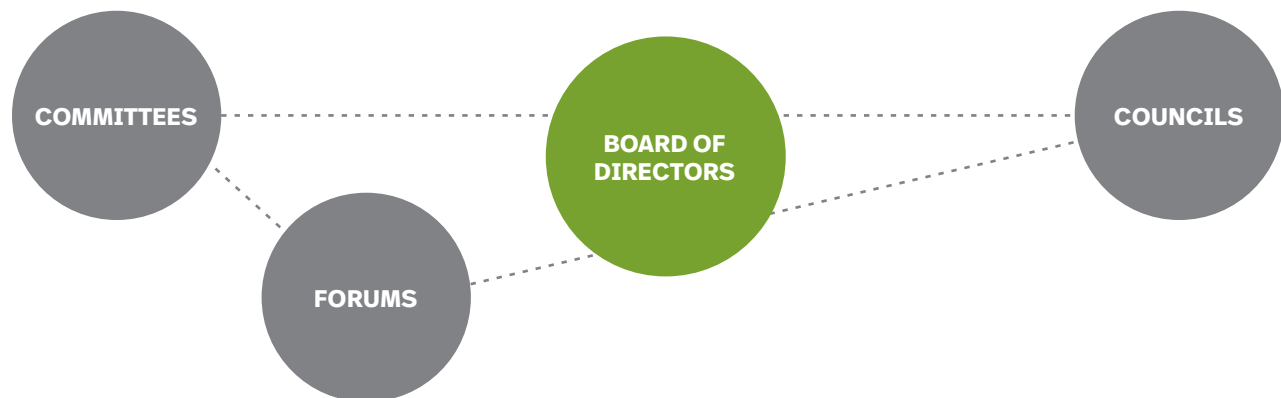 COMMITTEES
BOARD OF
DIRECTORS
COUNCILS
FORUMS